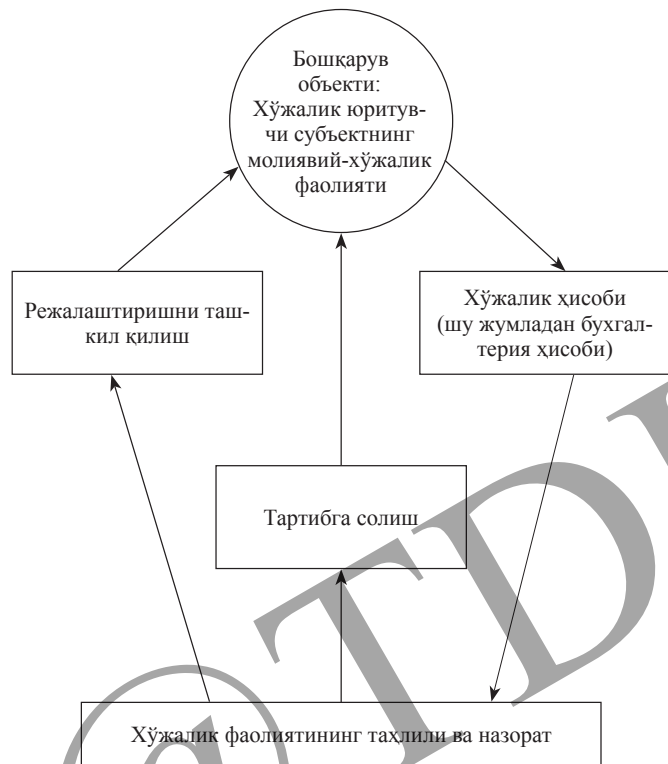 Бошқарув
объекти:
Хўжалик юритув-
чи субъектнинг
молиявий-хўжалик
фаолияти
Режалаштиришни таш-
кил қилиш
Хўжалик ҳисоби
(шу жумладан бухгал-
терия ҳисоби)
Тартибга солиш
Хўжалик фаолиятининг таҳлили ва назорат
@TD